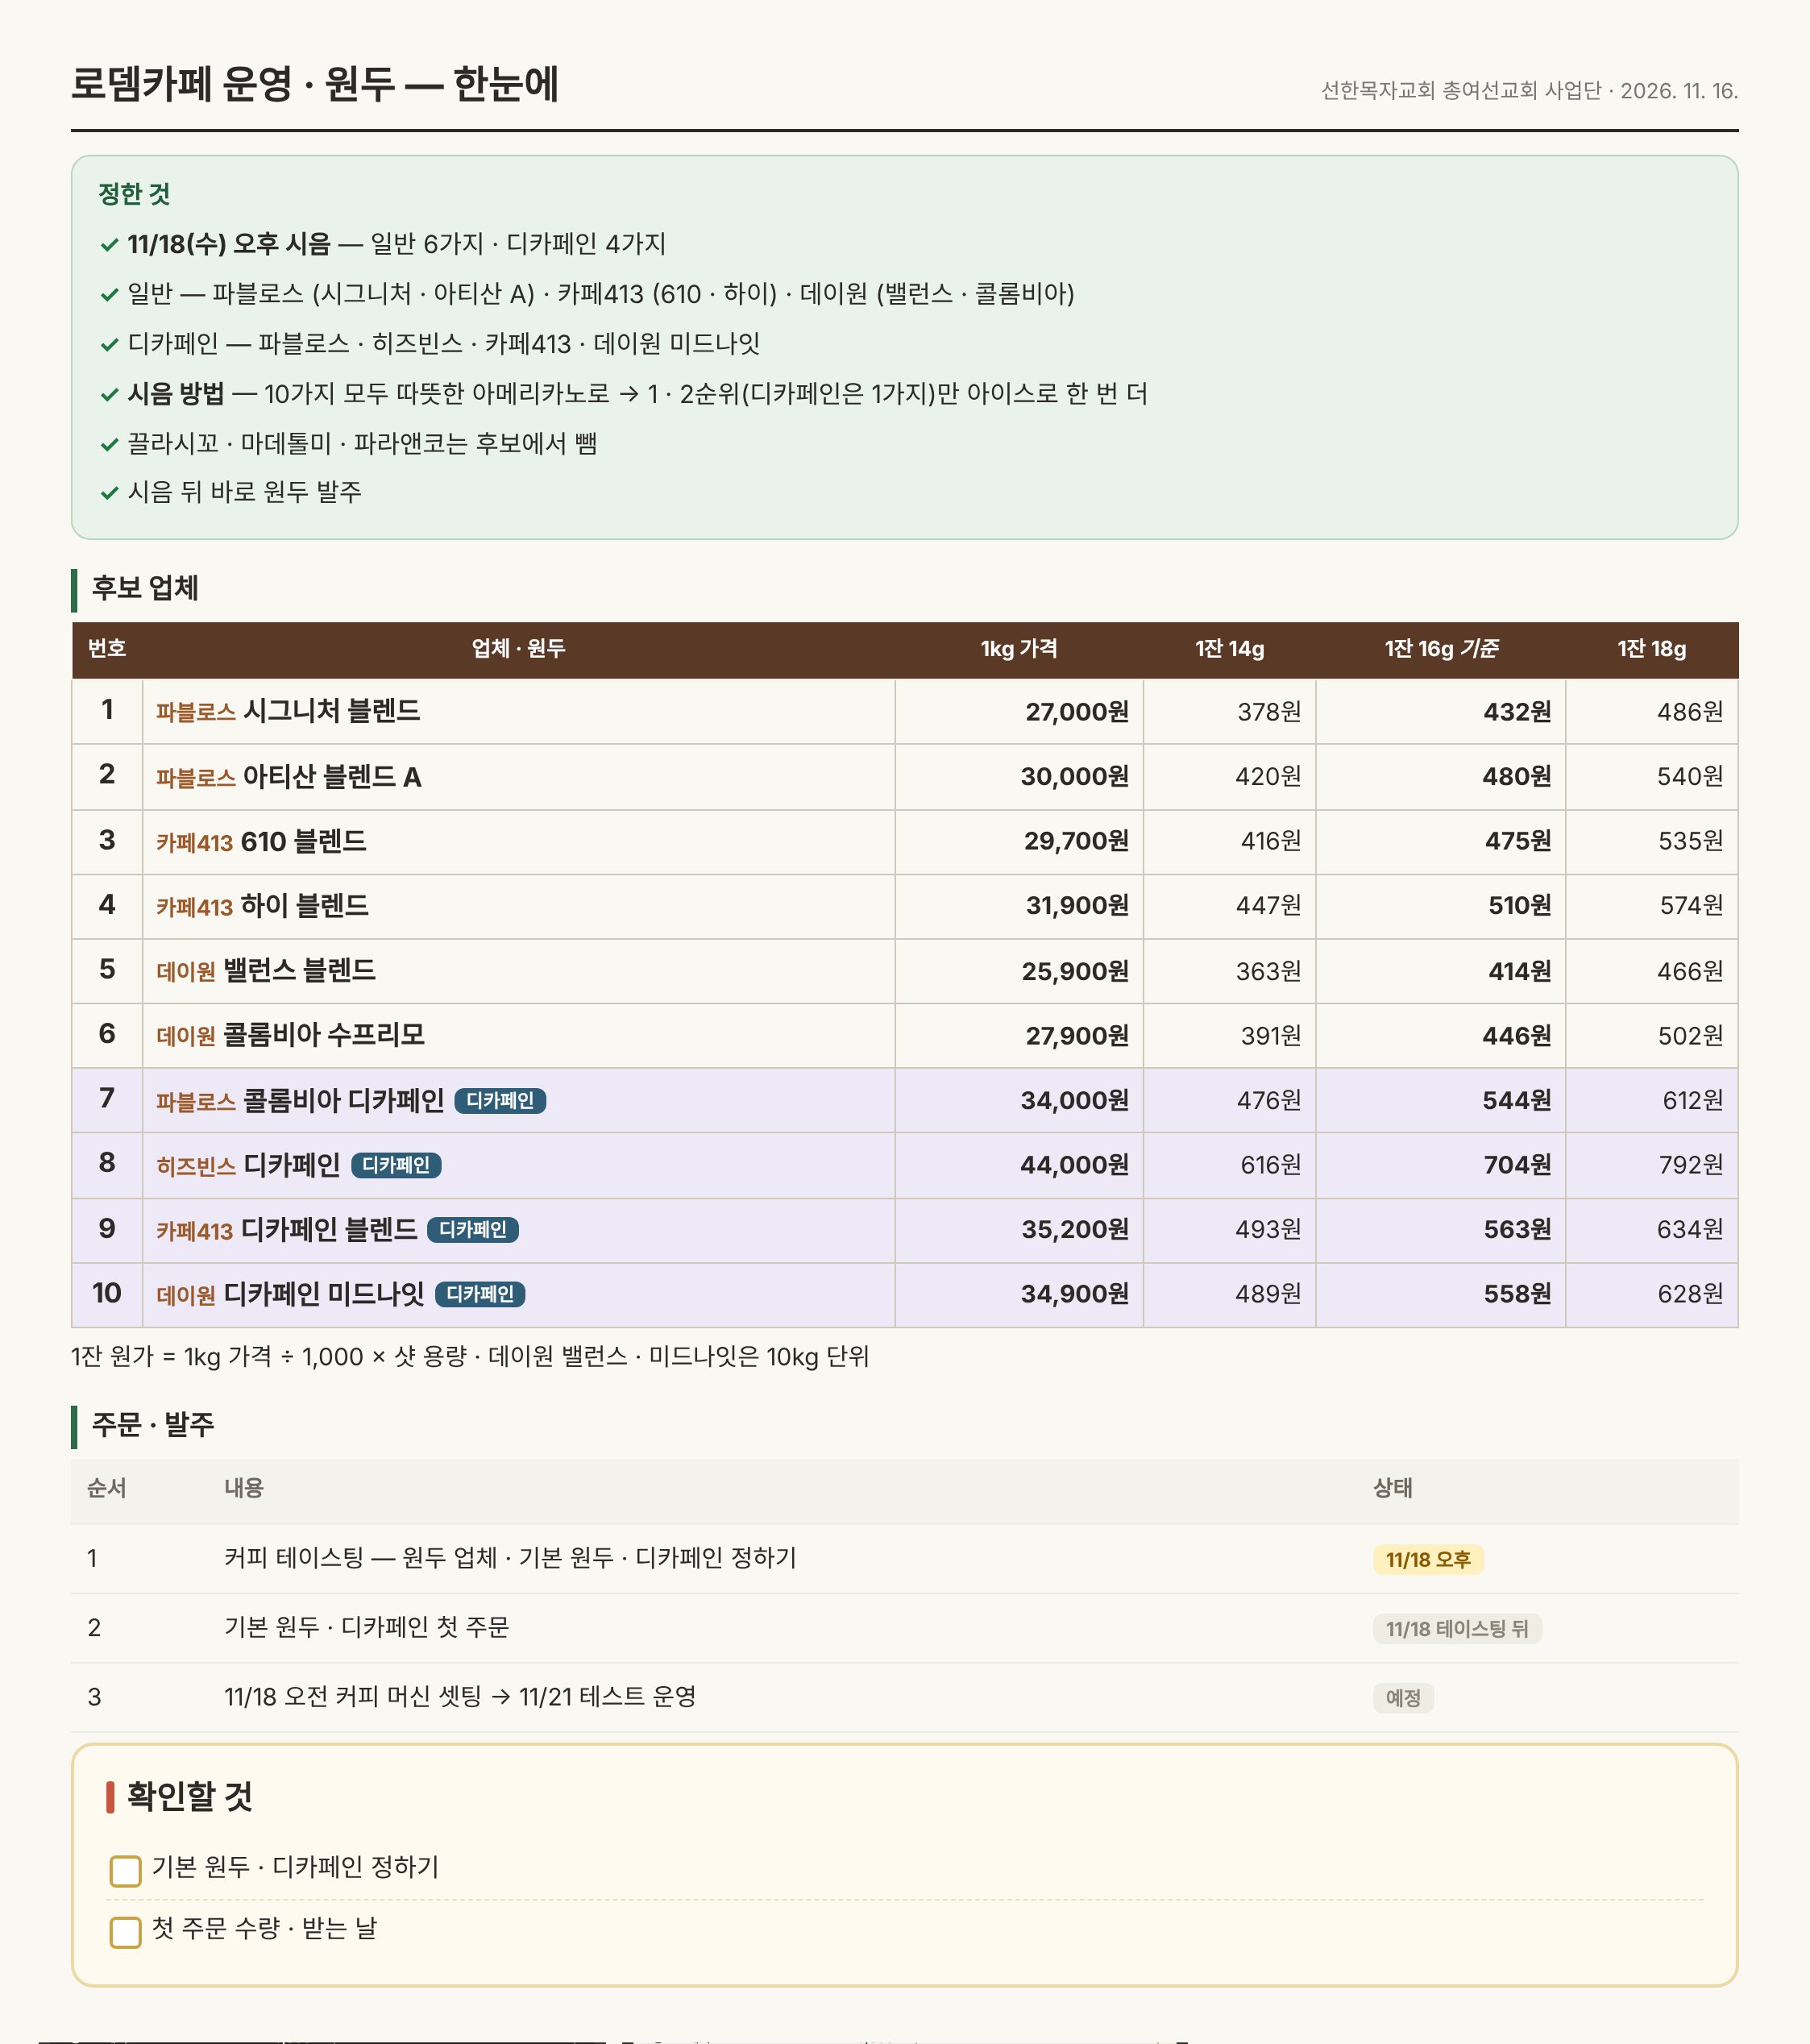 로뎀카페 운영 · 원두 — 한눈에
선한목자교회 총여선교회 사업단 · 2026. 11. 16.
정한 것
✓ 11/18(수) 오후 시음 — 일반 6가지 · 디카페인 4가지
✓ 일반 — 파블로스 (시그니처 · 아티산 A) · 카페413 (610 · 하이) · 데이원 (밸런스 · 콜롬비아)
✓ 디카페인 — 파블로스 · 히즈빈스 · 카페413 · 데이원 미드나잇
✓ 시음 방법 — 10가지 모두 따뜻한 아메리카노로 → 1 · 2순위(디카페인은 1가지)만 아이스로 한 번 더
✓ 끌라시꼬 · 마데톨미 · 파라앤코는 후보에서 뺌
✓ 시음 뒤 바로 원두 발주
후보 업체
번호 업체 · 원두 1kg 가격 1잔 14g 1잔 16g 기준 1잔 18g
1 파블로스 시그니처 블렌드 27,000원 378원 432원 486원
2 파블로스 아티산 블렌드 A 30,000원 420원 480원 540원
3 카페413 610 블렌드 29,700원 416원 475원 535원
4 카페413 하이 블렌드 31,900원 447원 510원 574원
5 데이원 밸런스 블렌드 25,900원 363원 414원 466원
6 데이원 콜롬비아 수프리모 27,900원 391원 446원 502원
7 파블로스 콜롬비아 디카페인 디카페인 34,000원 476원 544원 612원
8 히즈빈스 디카페인 디카페인 44,000원 616원 704원 792원
9 카페413 디카페인 블렌드 디카페인 35,200원 493원 563원 634원
10 데이원 디카페인 미드나잇 디카페인 34,900원 489원 558원 628원
1잔 원가 = 1kg 가격 ÷ 1,000 × 샷 용량 · 데이원 밸런스 · 미드나잇은 10kg 단위
주문 · 발주
순서 내용 상태
1 커피 테이스팅 — 원두 업체 · 기본 원두 · 디카페인 정하기 11/18 오후
2 기본 원두 · 디카페인 첫 주문 11/18 테이스팅 뒤
3 11/18 오전 커피 머신 셋팅 → 11/21 테스트 운영 예정
확인할 것
기본 원두 · 디카페인 정하기
첫 주문 수량 · 받는 날